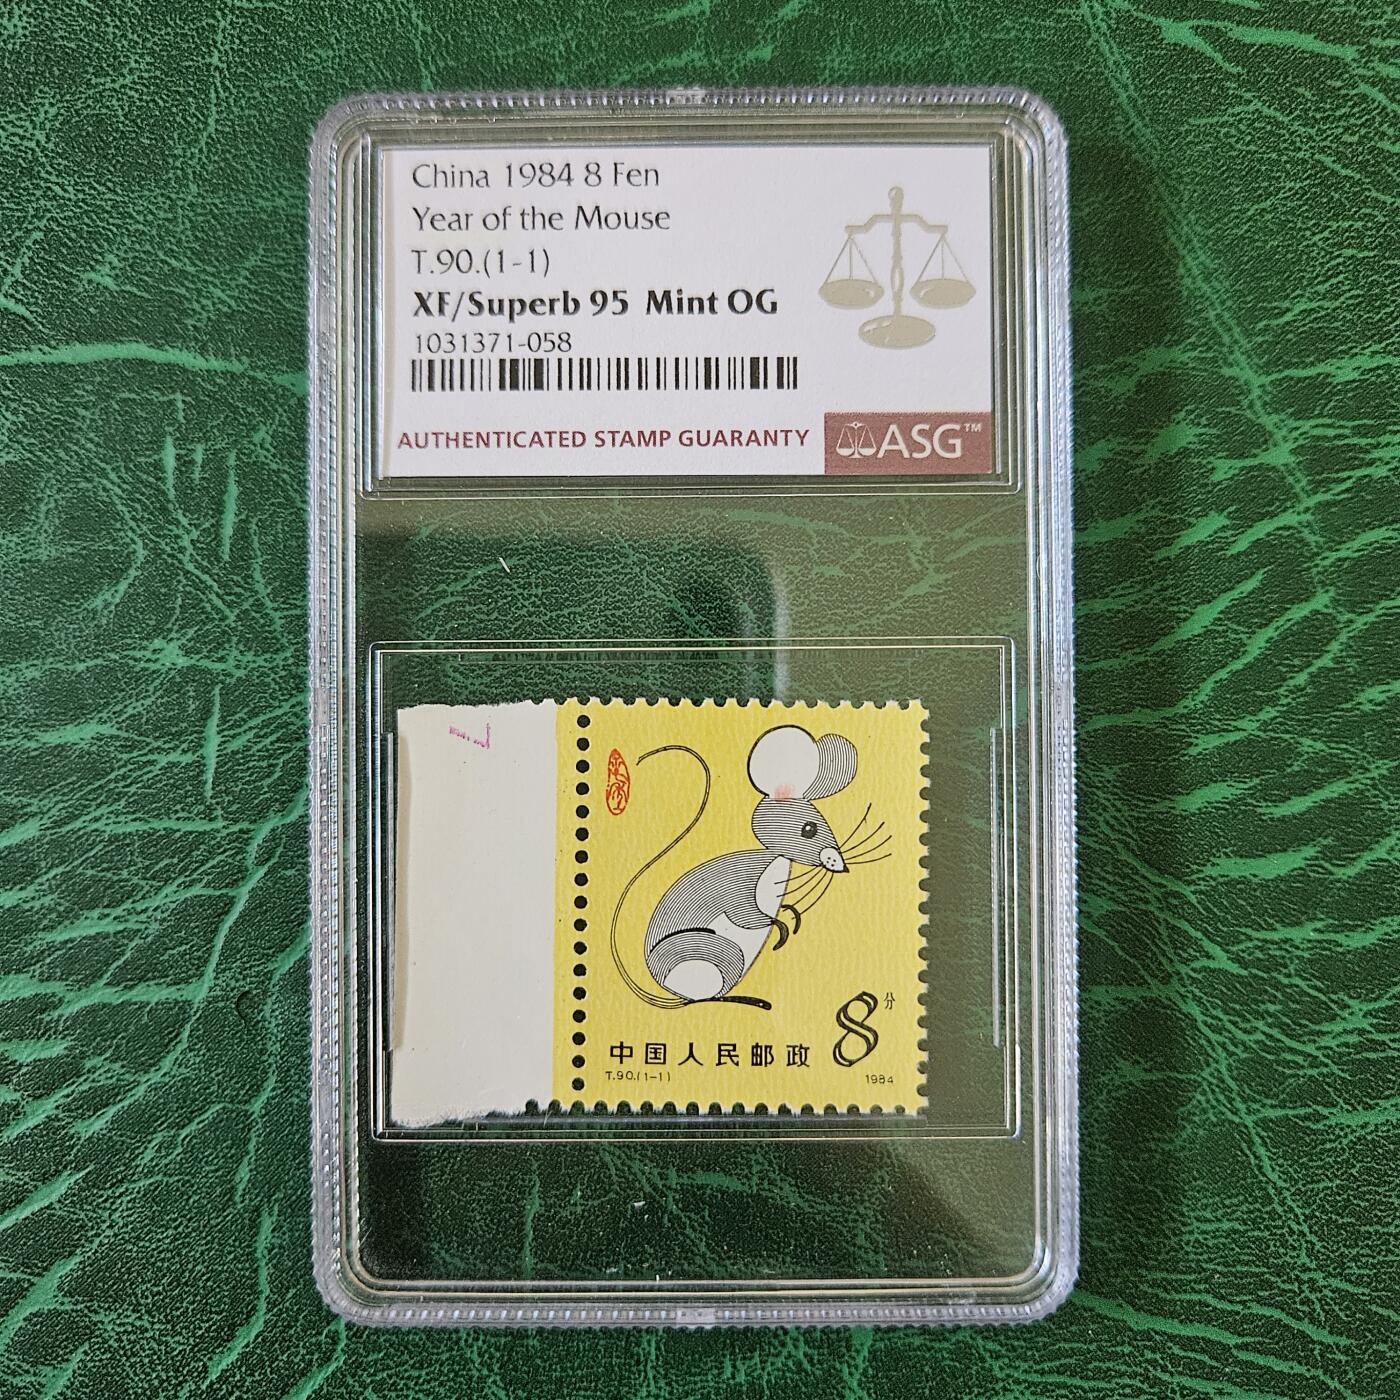 China 1984 8 Fen
Year of the Mouse
T.90.(1-1)
XF/Superb 95 Mint OG
1031371-058
AUTHENTICATED STAMP GUARANTY
ASG™
8分
中国人民邮政
T.90.(1-1)
1984